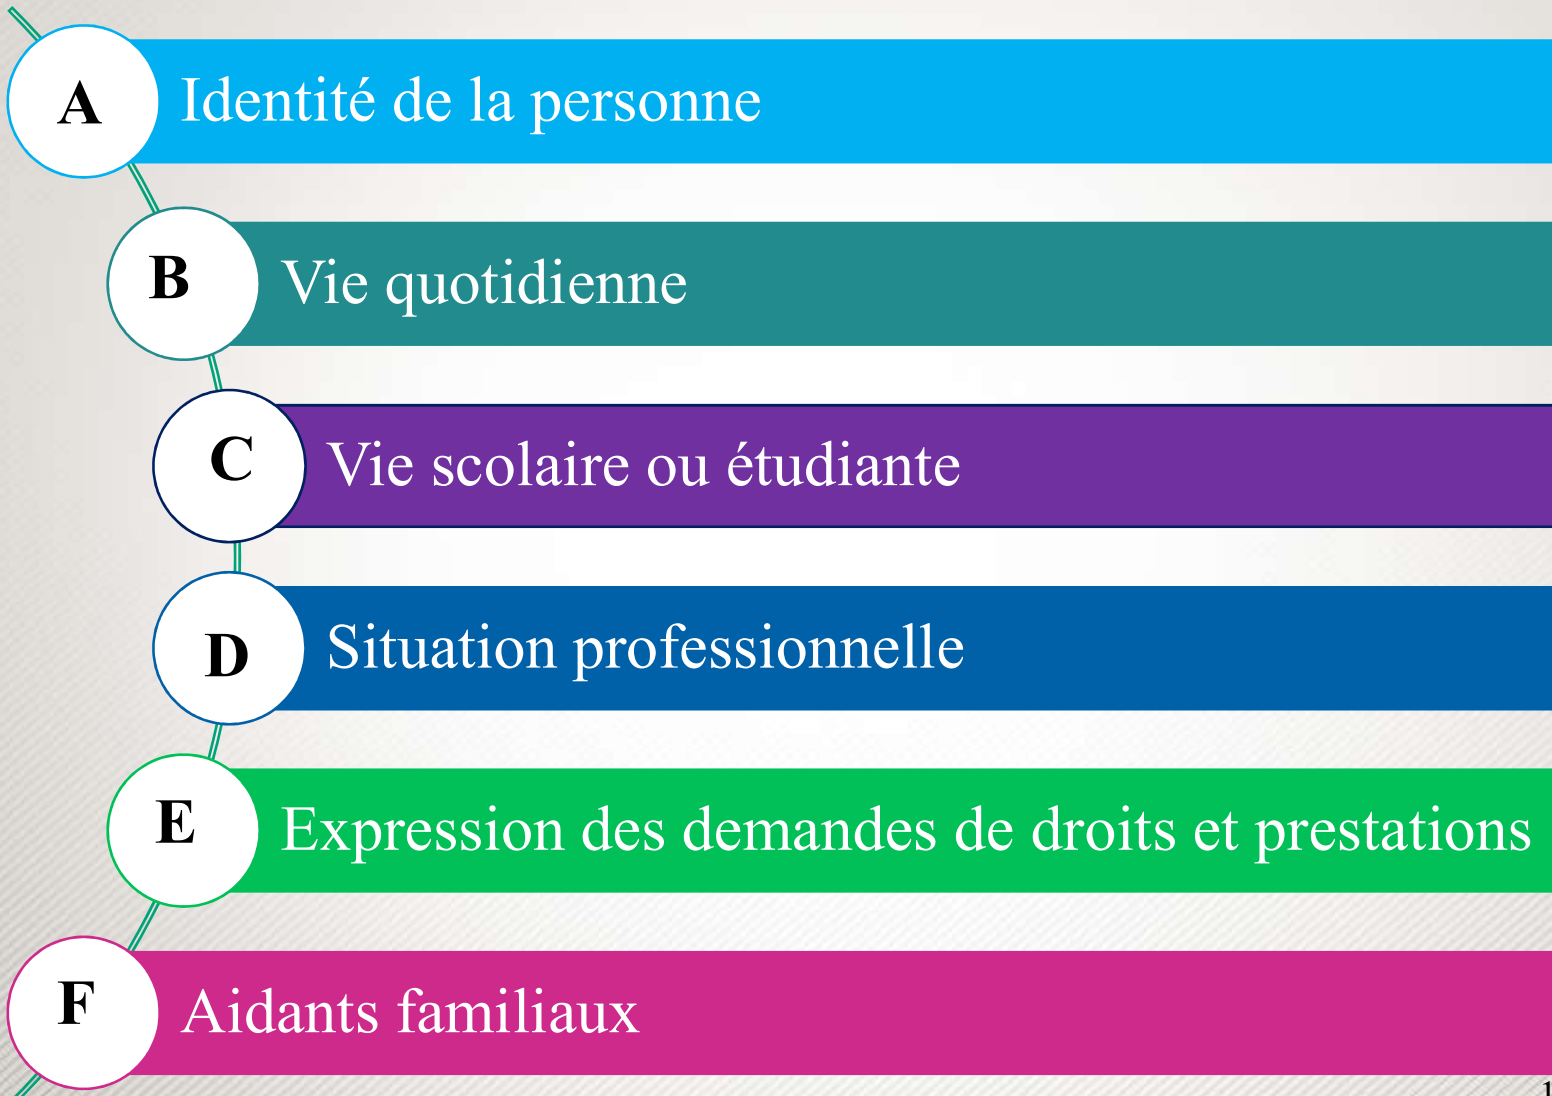 A Identité de la personne
B Vie quotidienne
C Vie scolaire ou étudiante
D Situation professionnelle
E Expression des demandes de droits et prestations
F Aidants familiaux